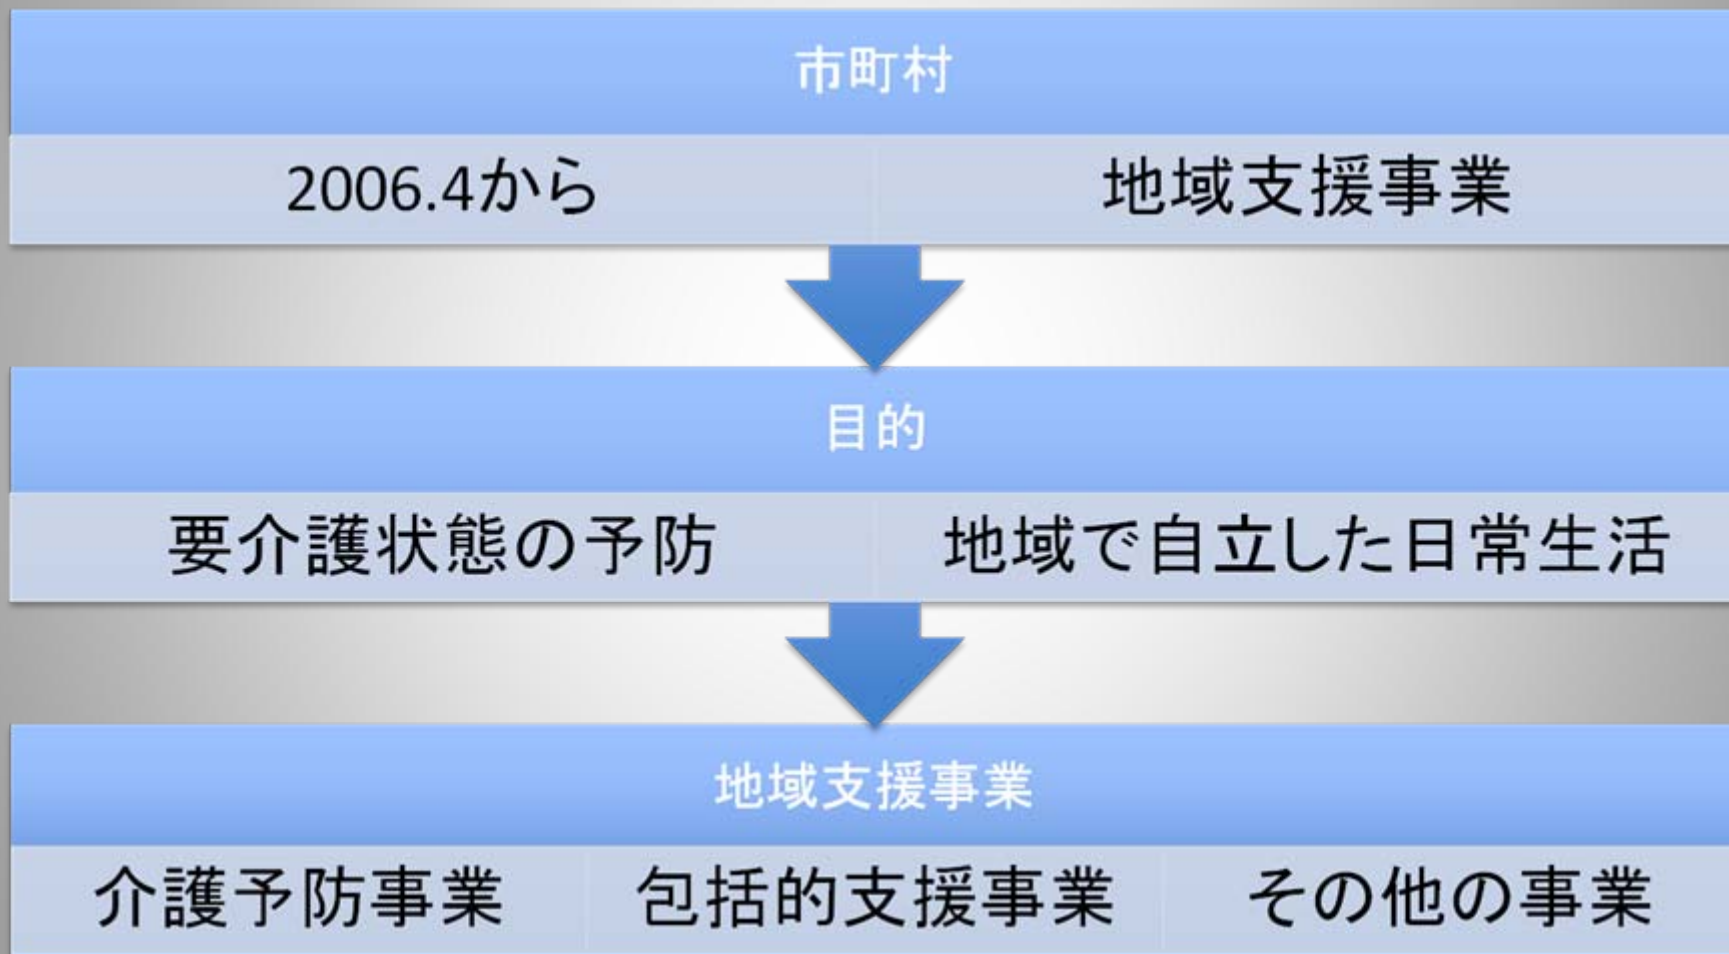 市町村
2006.4から 地域支援事業
目的
要介護状態の予防 地域で自立した日常生活
地域支援事業
介護予防事業 包括的支援事業 その他の事業